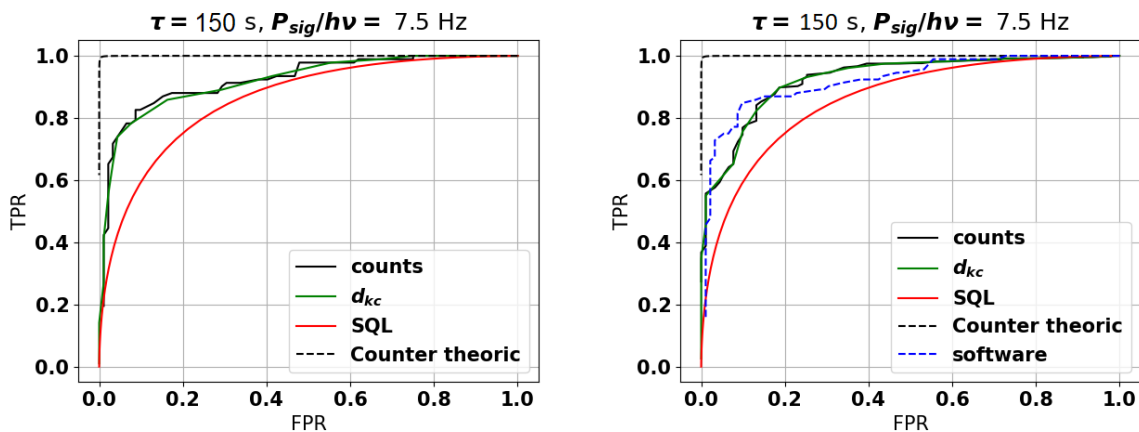 τ = 150 s, P_sig/hν = 7.5 Hz
1.0
0.8
0.6
0.4
0.2
0.0
TPR
counts
d_kc
SQL
Counter theoric
0.0 0.2 0.4 0.6 0.8 1.0
FPR
τ = 150 s, P_sig/hν = 7.5 Hz
1.0
0.8
0.6
0.4
0.2
0.0
TPR
counts
d_kc
SQL
Counter theoric
software
0.0 0.2 0.4 0.6 0.8 1.0
FPR